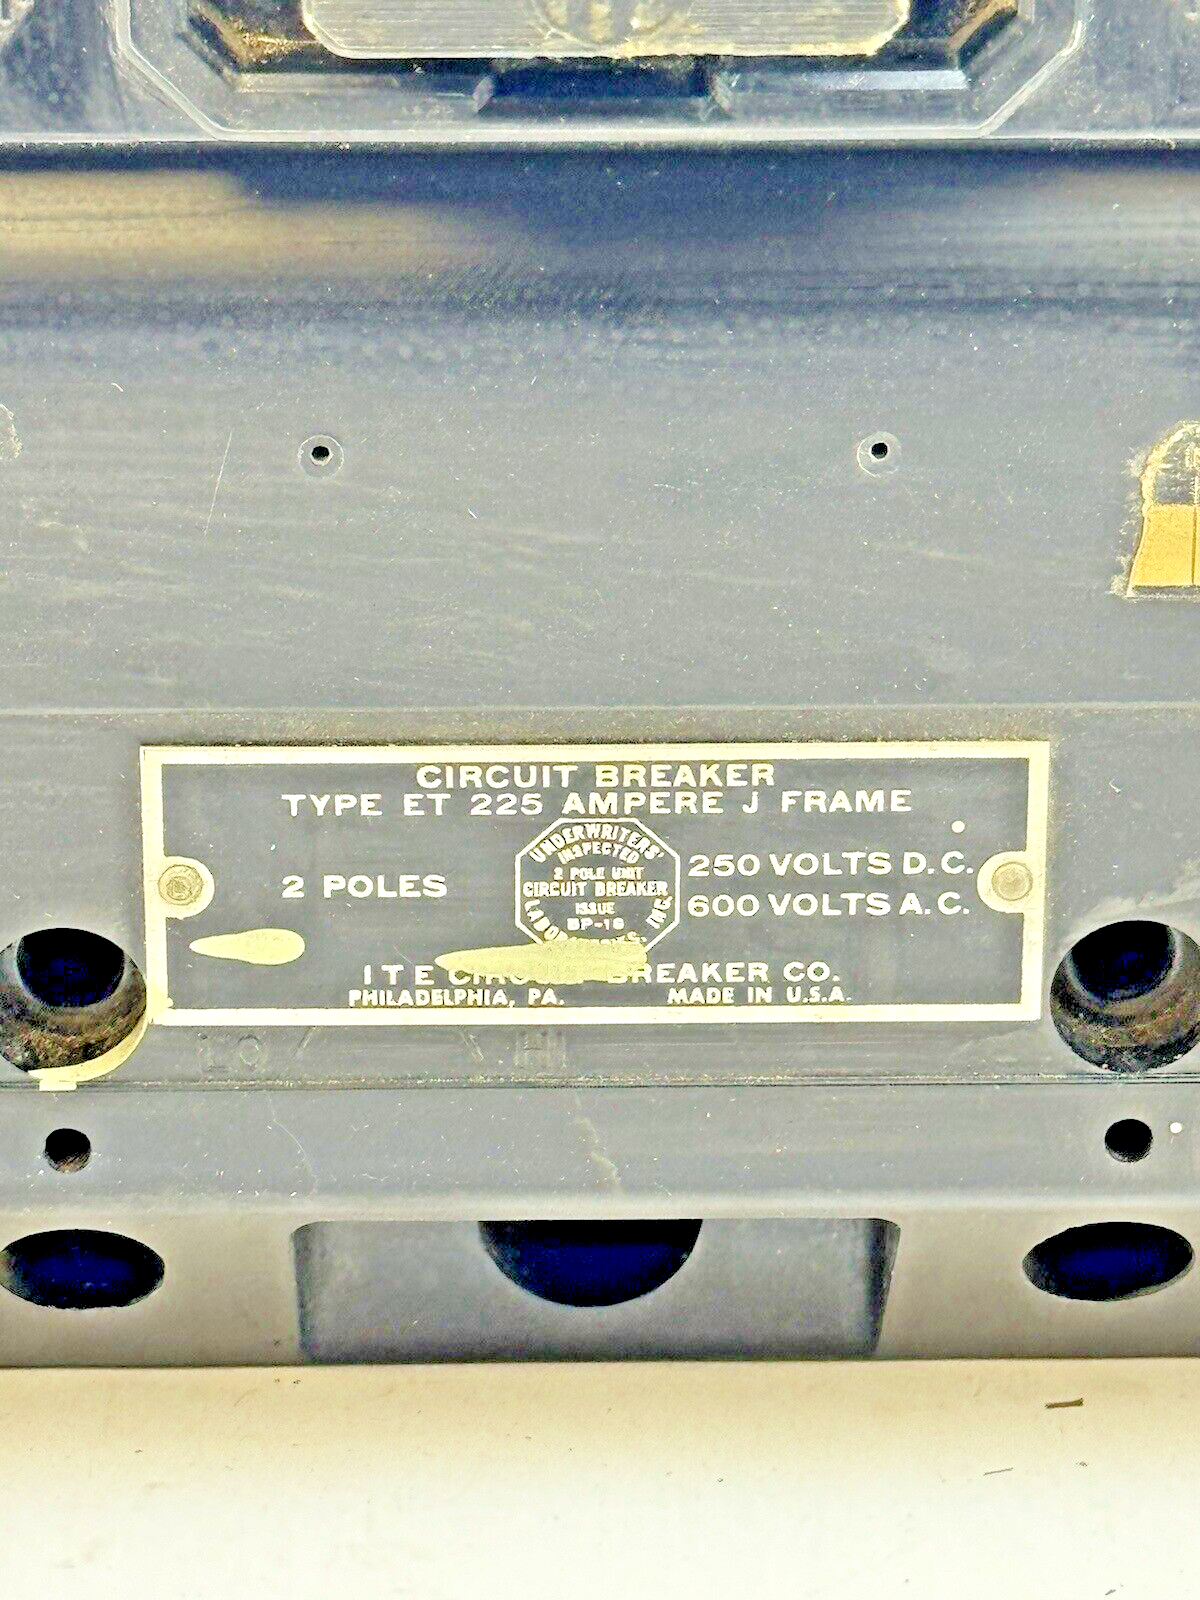 CIRCUIT BREAKER
TYPE ET 225 AMPERE J FRAME
2 POLES
UNDERWRITERS'
INSPECTED
2 POLE UNIT
CIRCUIT BREAKER
ISSUE
INC.
250 VOLTS D.C.
600 VOLTS A.C.
I T E BREAKER CO.
PHILADELPHIA, PA. MADE IN U.S.A.